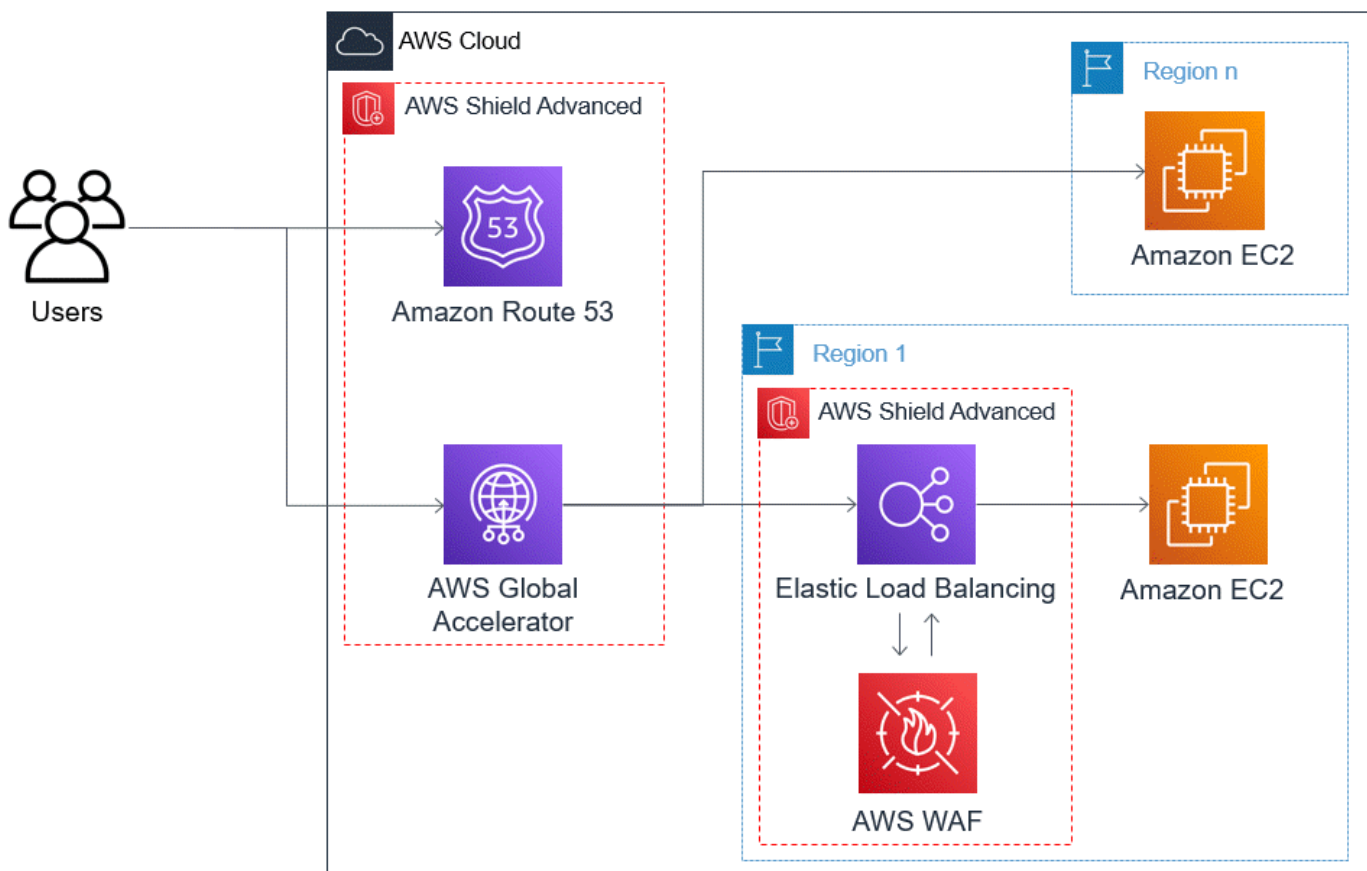 AWS Cloud
Region n
AWS Shield Advanced
53
Amazon EC2
Users
Amazon Route 53
Region 1
AWS Shield Advanced
AWS Global
Accelerator
Elastic Load Balancing
Amazon EC2
AWS WAF